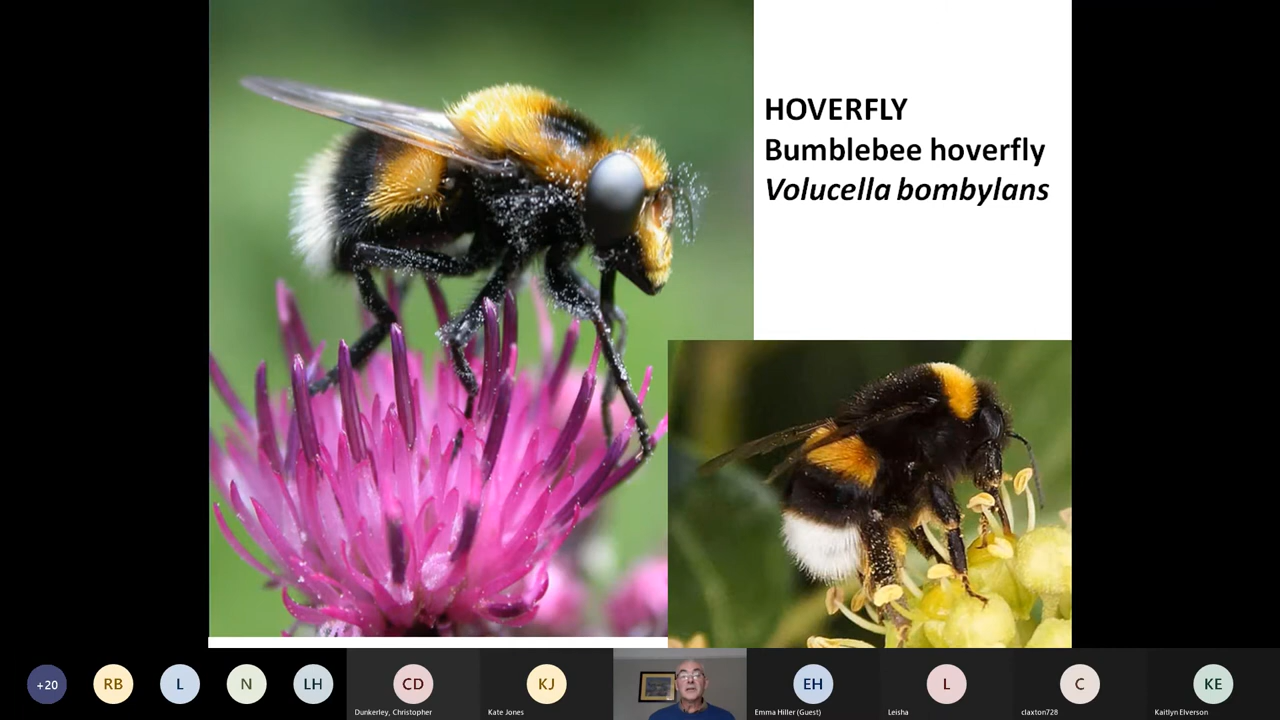 HOVERFLY
Bumblebee hoverfly
Volucella bombylans
+20
RB
L
N
LH
CD
Dunkerley, Christopher
KJ
Kate Jones
EH
Emma Hiller (Guest)
L
Leisha
C
claxton728
KE
Kaitlyn Elverson